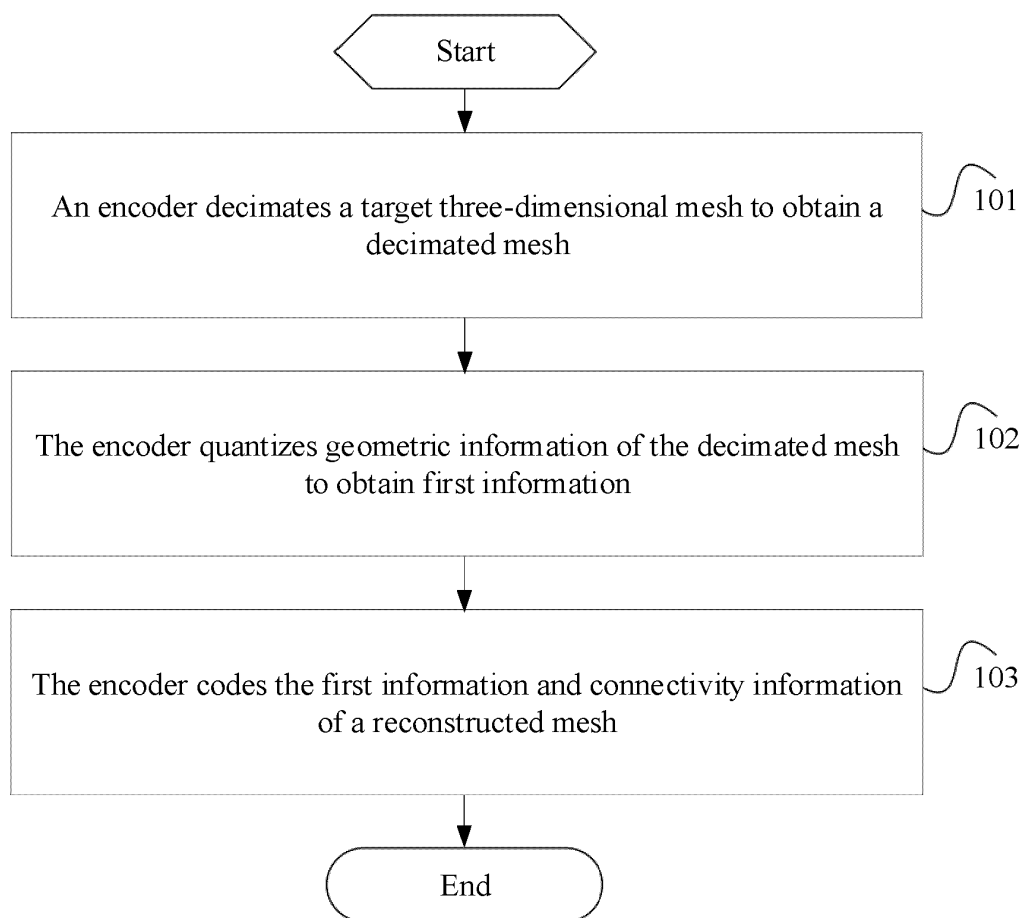 Start
An encoder decimates a target three-dimensional mesh to obtain a
decimated mesh
101
The encoder quantizes geometric information of the decimated mesh
to obtain first information
102
The encoder codes the first information and connectivity information
of a reconstructed mesh
103
End